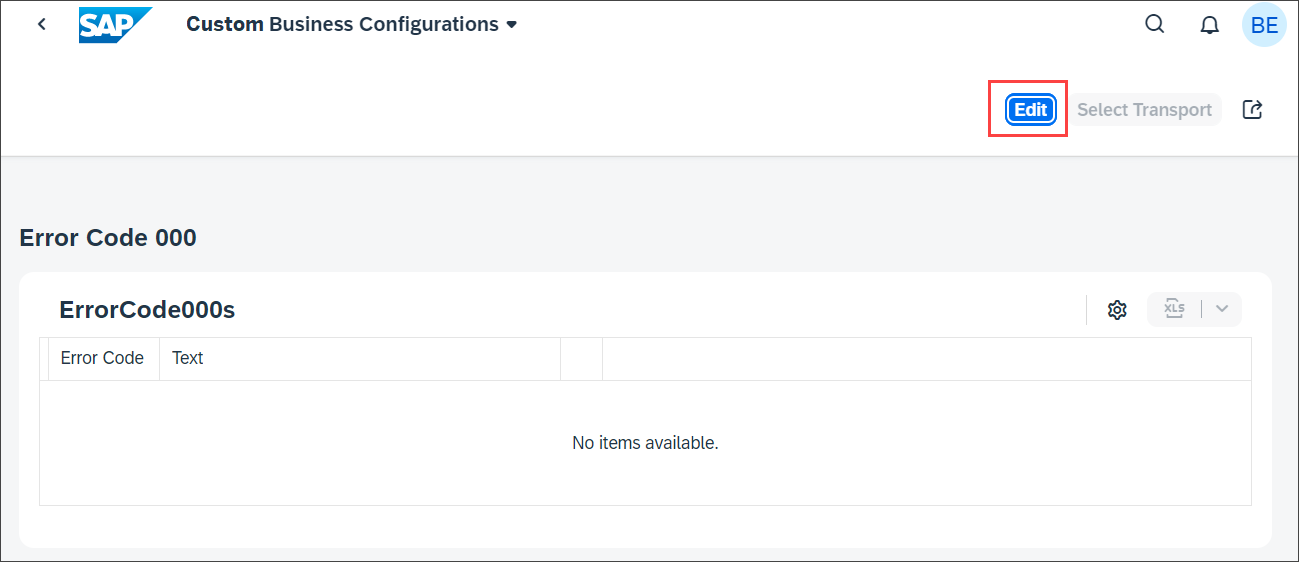 SAP Custom Business Configurations BE
Edit Select Transport
Error Code 000
ErrorCode000s XLS
Error Code Text
No items available.